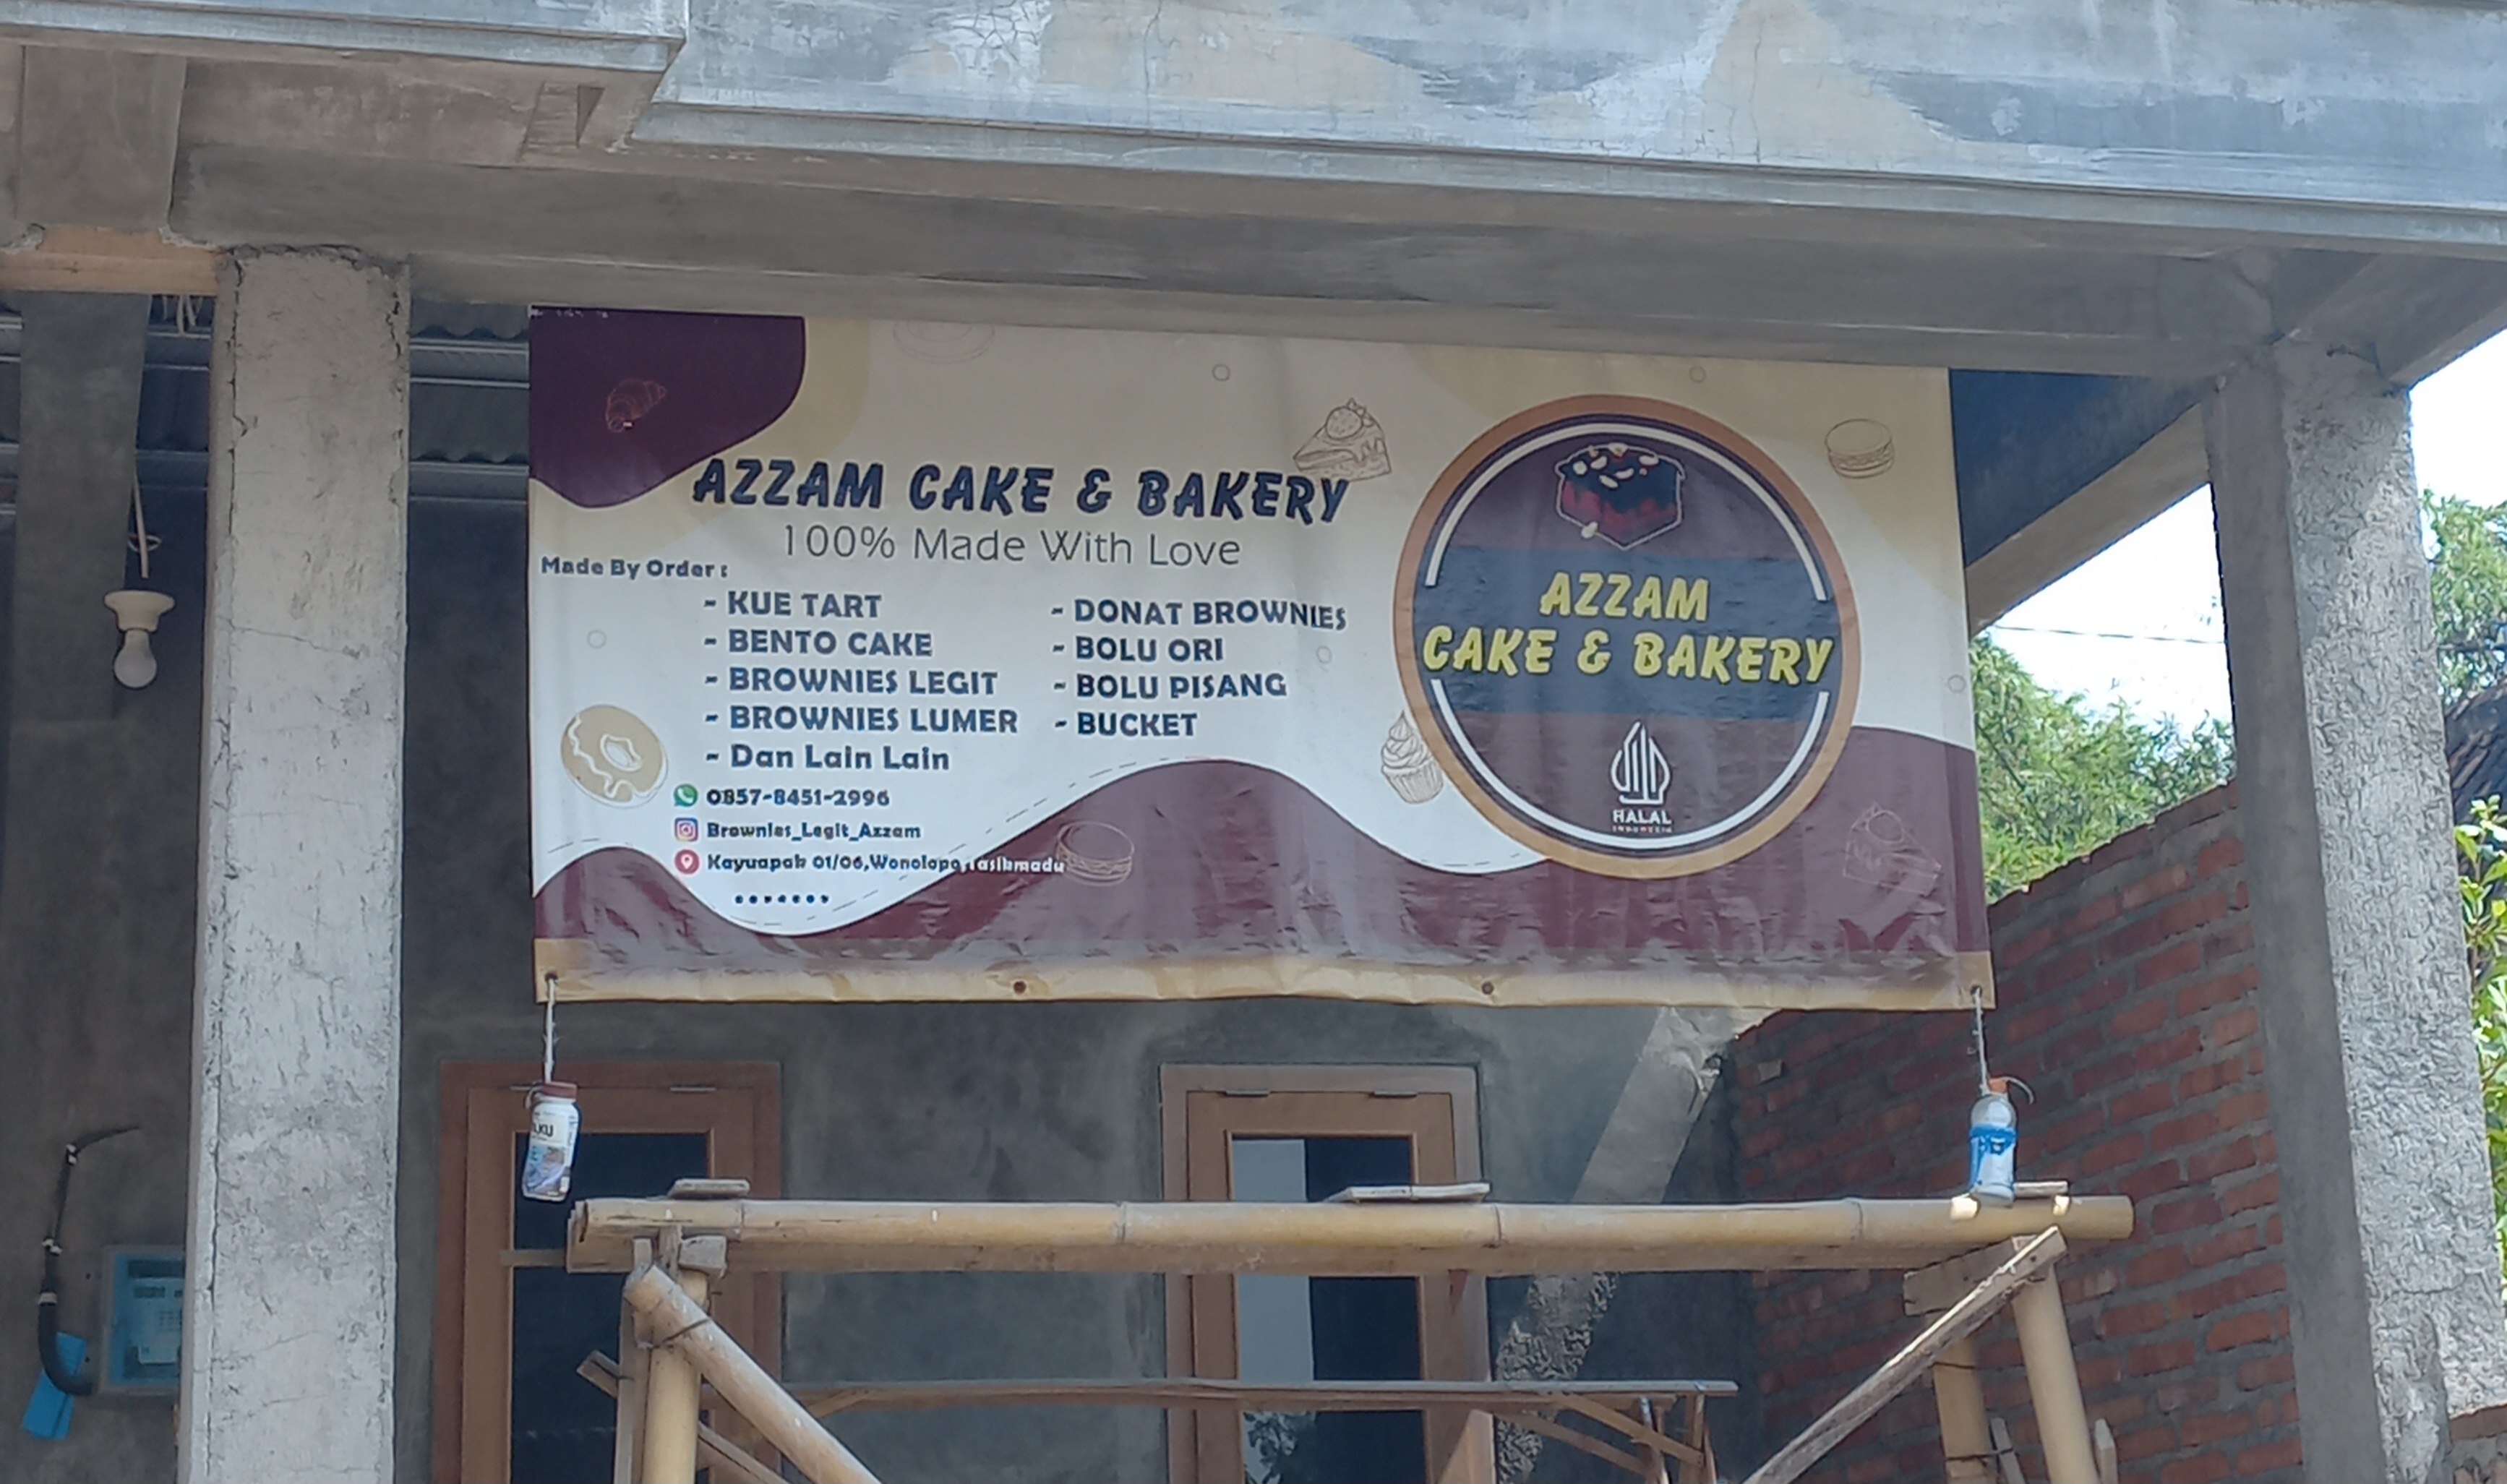 AZZAM CAKE & BAKERY
100% Made With Love
Made By Order :
- KUE TART
- BENTO CAKE
- BROWNIES LEGIT
- BROWNIES LUMER
- Dan Lain Lain
- DONAT BROWNIES
- BOLU ORI
- BOLU PISANG
- BUCKET
0857-8451-2996
Brownies_Legit_Azzam
Kayuapak 01/06,Wonolopo,Tasikmadu
AZZAM
CAKE & BAKERY
HALAL
INDONESIA